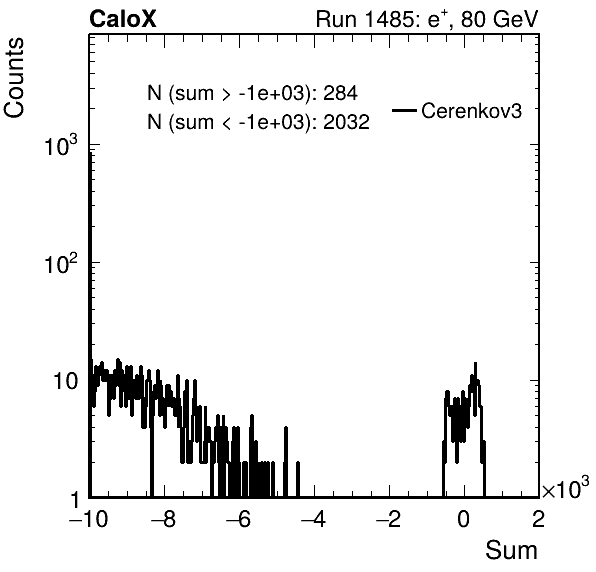 CaloX Run 1485: e⁺, 80 GeV
Counts
N (sum > -1e+03): 284
N (sum < -1e+03): 2032
Cerenkov3
10³
10²
10
1
−10 −8 −6 −4 −2 0 2
×10³
Sum